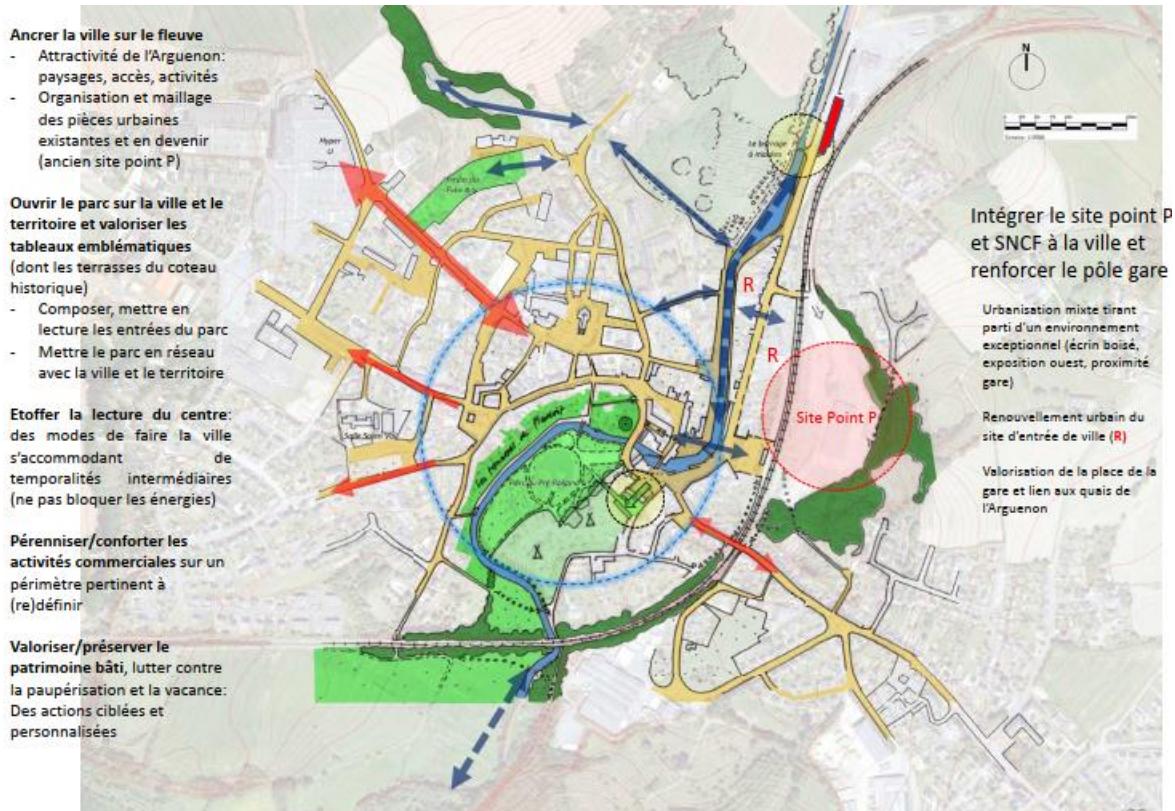 Ancrer la ville sur le fleuve
- Attractivité de l'Arguenon:
paysages, accès, activités
- Organisation et maillage
des pièces urbaines
existantes et en devenir
(ancien site point P)
Ouvrir le parc sur la ville et le
territoire et valoriser les
tableaux emblématiques
(dont les terrasses du coteau
historique)
- Composer, mettre en
lecture les entrées du parc
- Mettre le parc en réseau
avec la ville et le territoire
Etoffer la lecture du centre:
des modes de faire la ville
s'accommodant de
temporalités intermédiaires
(ne pas bloquer les énergies)
Pérenniser/conforter les
activités commerciales sur un
périmètre pertinent à
(re)définir
Valoriser/préserver le
patrimoine bâti, lutter contre
la paupérisation et la vacance:
Des actions ciblées et
personnalisées
Hyper
U
Le barrage
à marées
R
R
Site Point P
N
Intégrer le site point P
et SNCF à la ville et
renforcer le pôle gare
Urbanisation mixte tirant
parti d'un environnement
exceptionnel (écrin boisé,
exposition ouest, proximité
gare)
Renouvellement urbain du
site d'entrée de ville (R)
Valorisation de la place de la
gare et lien aux quais de
l'Arguenon